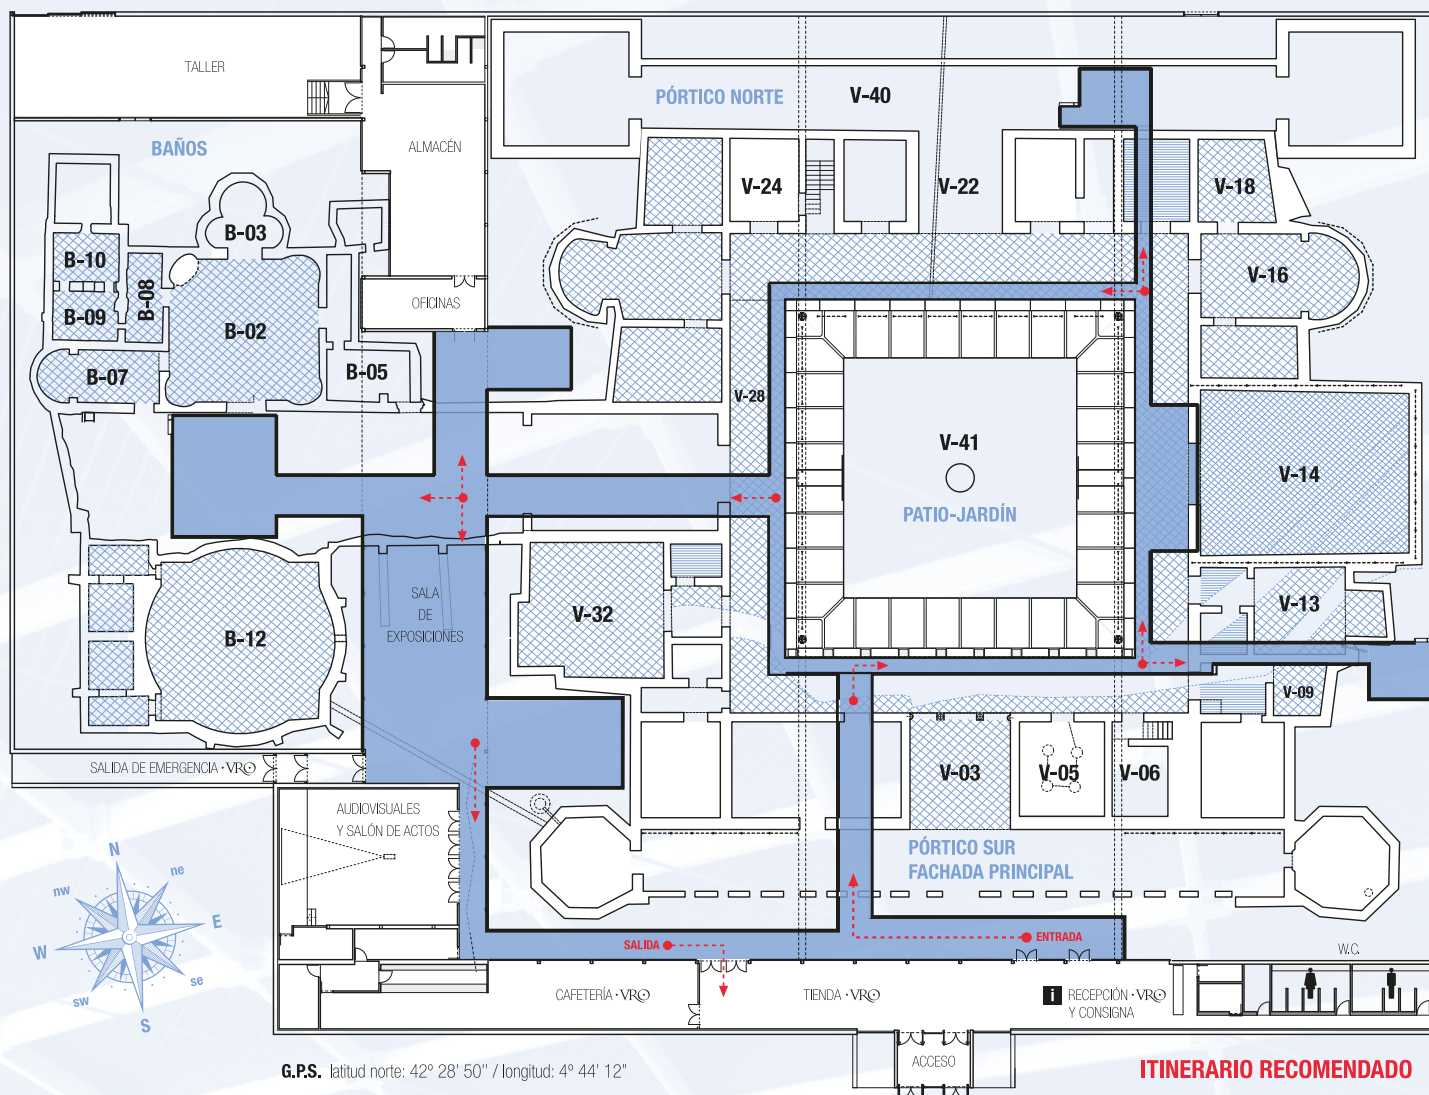 TALLER
PÓRTICO NORTE
V-40
BAÑOS
ALMACÉN
V-24
V-22
V-18
B-03
B-10
B-08
B-09
B-02
OFICINAS
V-16
B-07
B-05
V-28
V-41
PATIO-JARDÍN
V-14
SALA
DE
EXPOSICIONES
V-32
V-13
B-12
V-09
SALIDA DE EMERGENCIA · VRO
V-03
V-05
V-06
AUDIOVISUALES
Y SALÓN DE ACTOS
PÓRTICO SUR
FACHADA PRINCIPAL
N
ne
E
se
S
sw
W
nw
SALIDA
ENTRADA
W.C.
CAFETERÍA · VRO
TIENDA · VRO
i RECEPCIÓN · VRO
Y CONSIGNA
ACCESO
G.P.S. latitud norte: 42º 28' 50'' / longitud: 4º 44' 12"
ITINERARIO RECOMENDADO